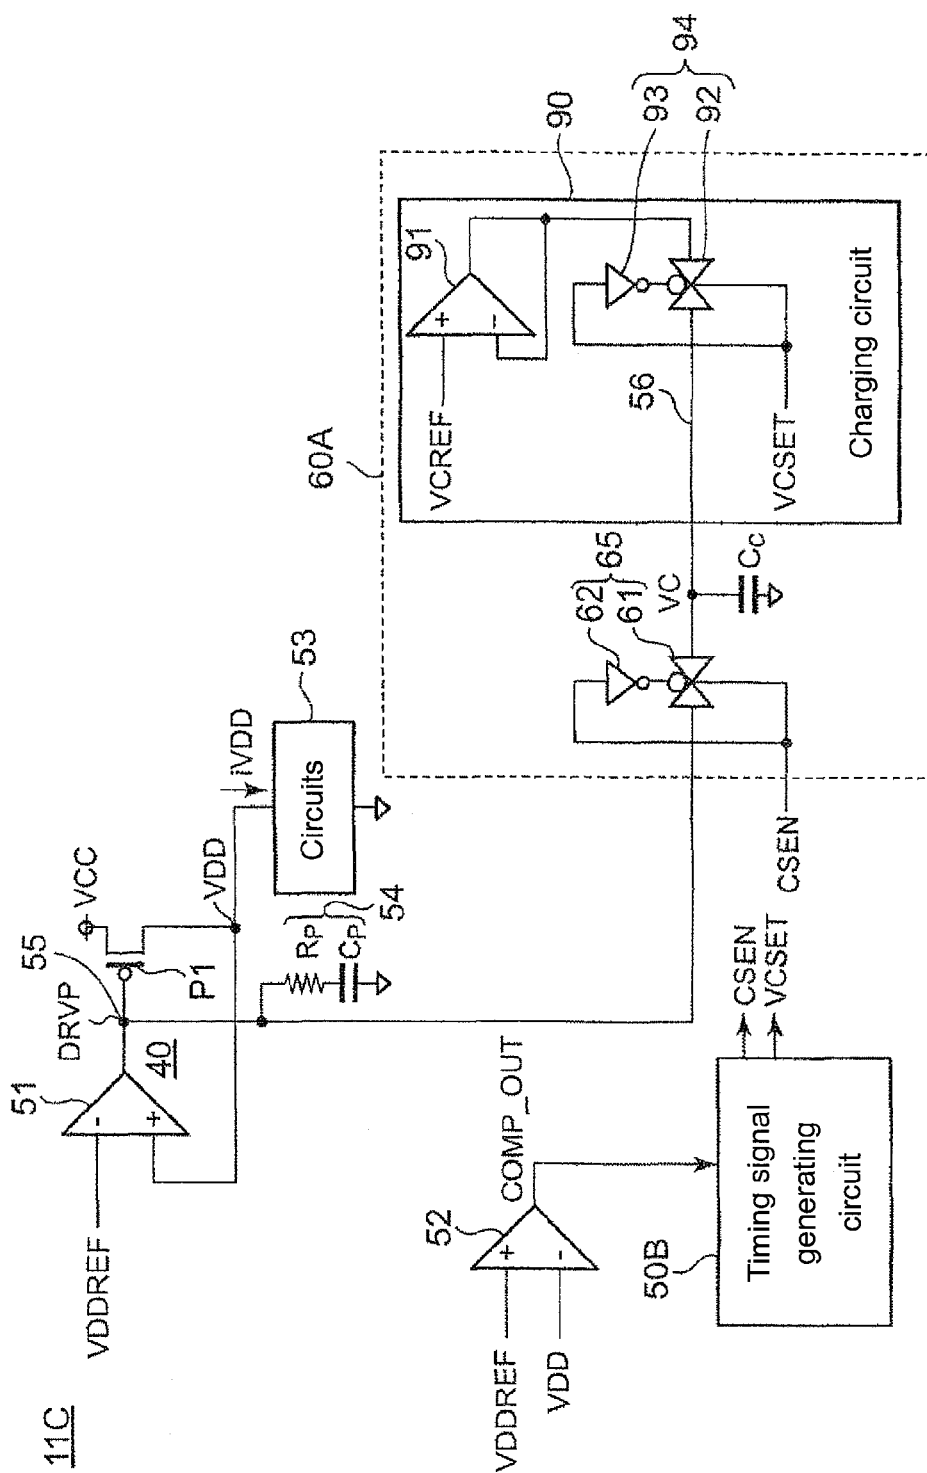 11C
VDDREF
51
-
+
DRVP
55
40
P1
VCC
VDD
iVDD
Circuits
53
RP
CP
54
VDDREF
VDD
52
+
-
COMP_OUT
50B
Timing signal
generating
circuit
CSEN
VCSET
CSEN
60A
62
61
65
VC
CC
56
VCREF
91
+
-
90
93
92
94
VCSET
Charging circuit